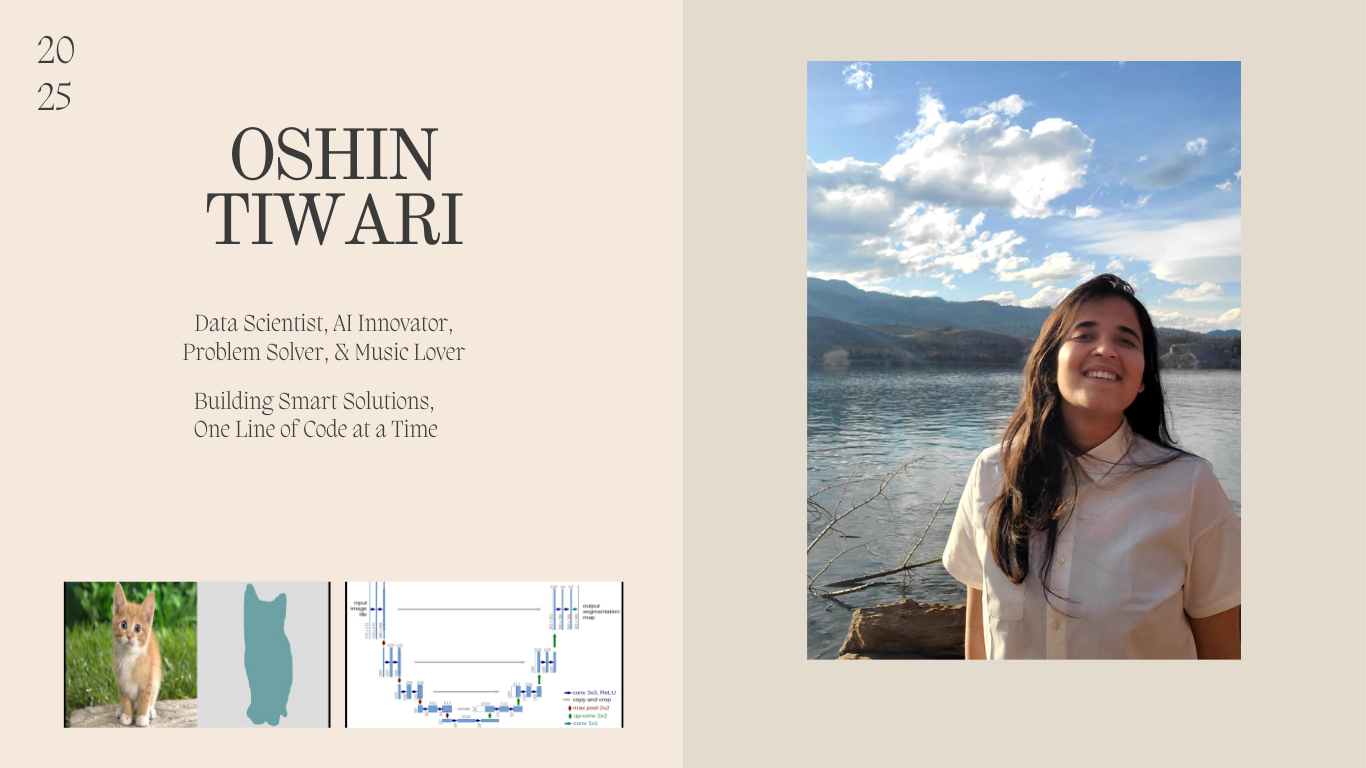 20
25
OSHIN
TIWARI
Data Scientist, AI Innovator,
Problem Solver, & Music Lover
Building Smart Solutions,
One Line of Code at a Time
input
image
tile
output
segmentation
map
conv 3x3, ReLU
copy and crop
max pool 2x2
up-conv 2x2
conv 1x1